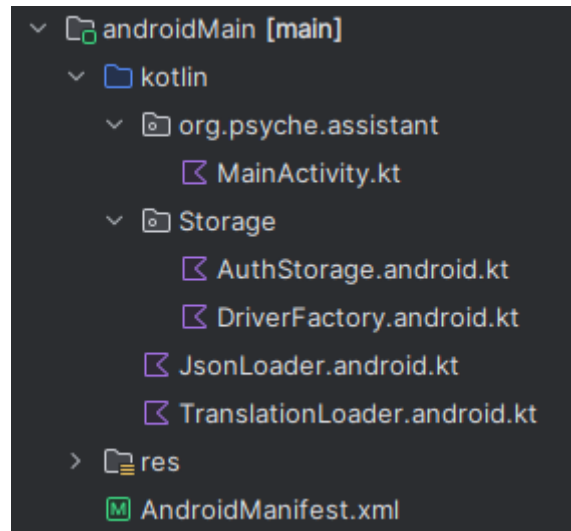 androidMain [main]
kotlin
org.psyche.assistant
MainActivity.kt
Storage
AuthStorage.android.kt
DriverFactory.android.kt
JsonLoader.android.kt
TranslationLoader.android.kt
res
AndroidManifest.xml